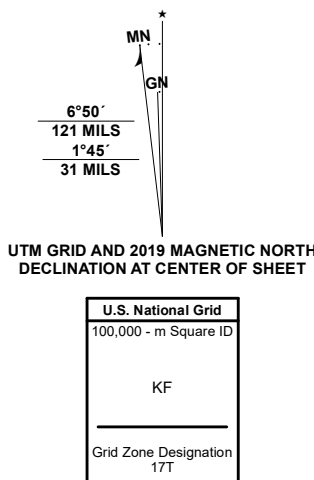 ★
MN
GN
6°50´
121 MILS
1°45´
31 MILS
UTM GRID AND 2019 MAGNETIC NORTH
DECLINATION AT CENTER OF SHEET
U.S. National Grid
100,000 - m Square ID
KF
Grid Zone Designation
17T